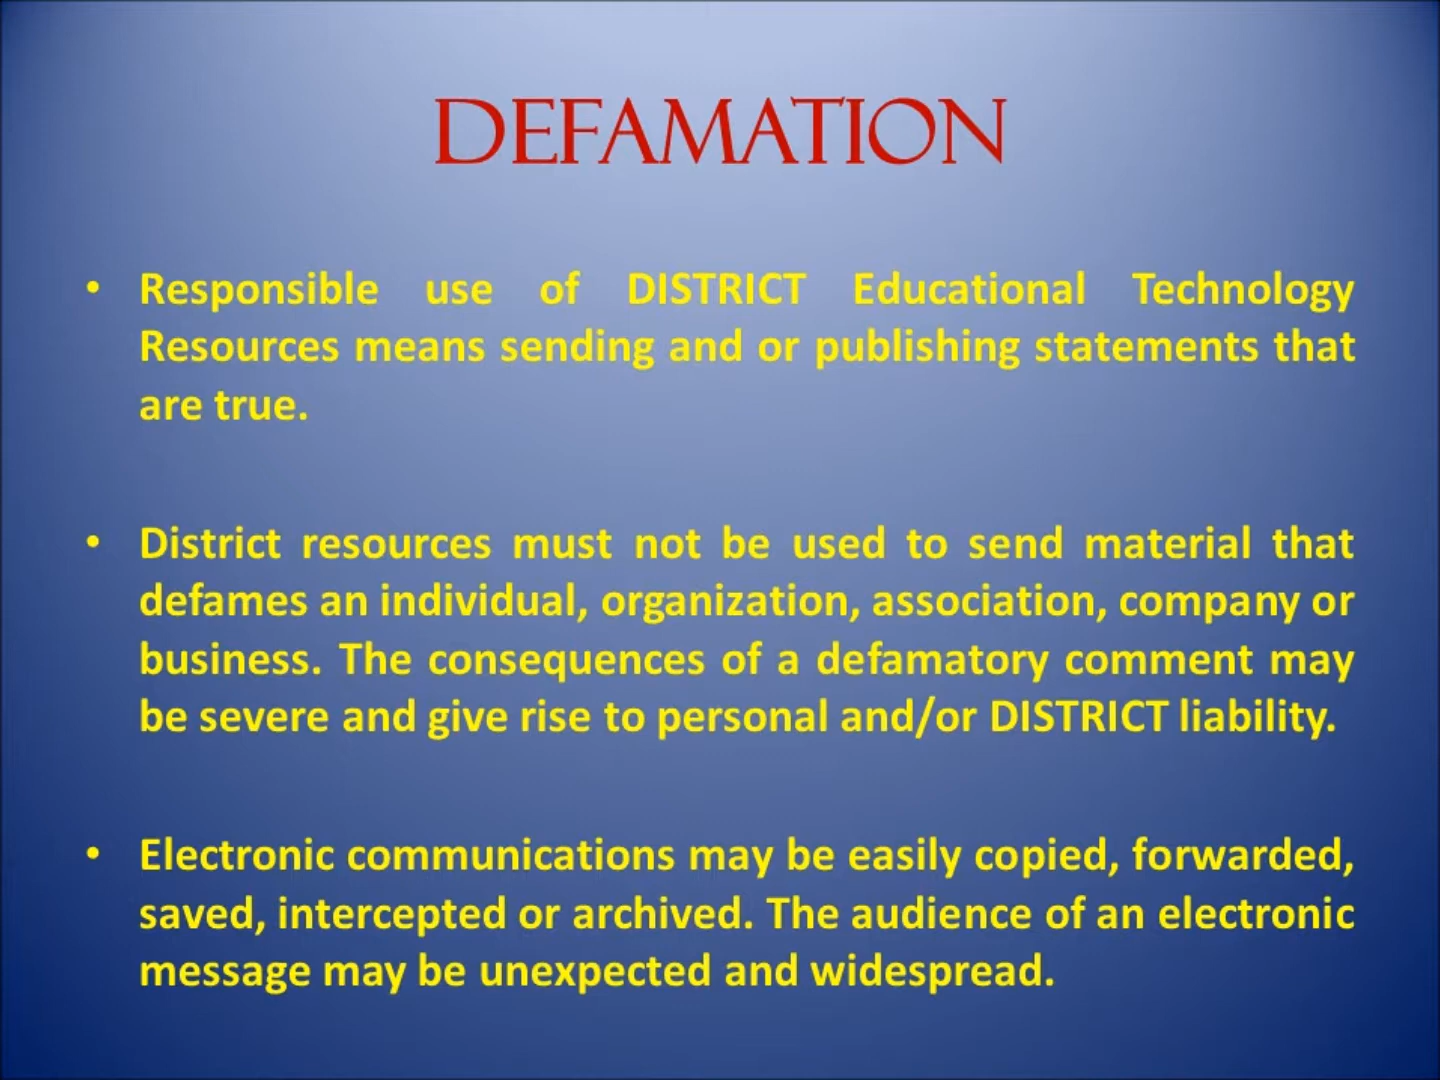 DEFAMATION
• Responsible use of DISTRICT Educational Technology
Resources means sending and or publishing statements that
are true.
• District resources must not be used to send material that
defames an individual, organization, association, company or
business. The consequences of a defamatory comment may
be severe and give rise to personal and/or DISTRICT liability.
• Electronic communications may be easily copied, forwarded,
saved, intercepted or archived. The audience of an electronic
message may be unexpected and widespread.